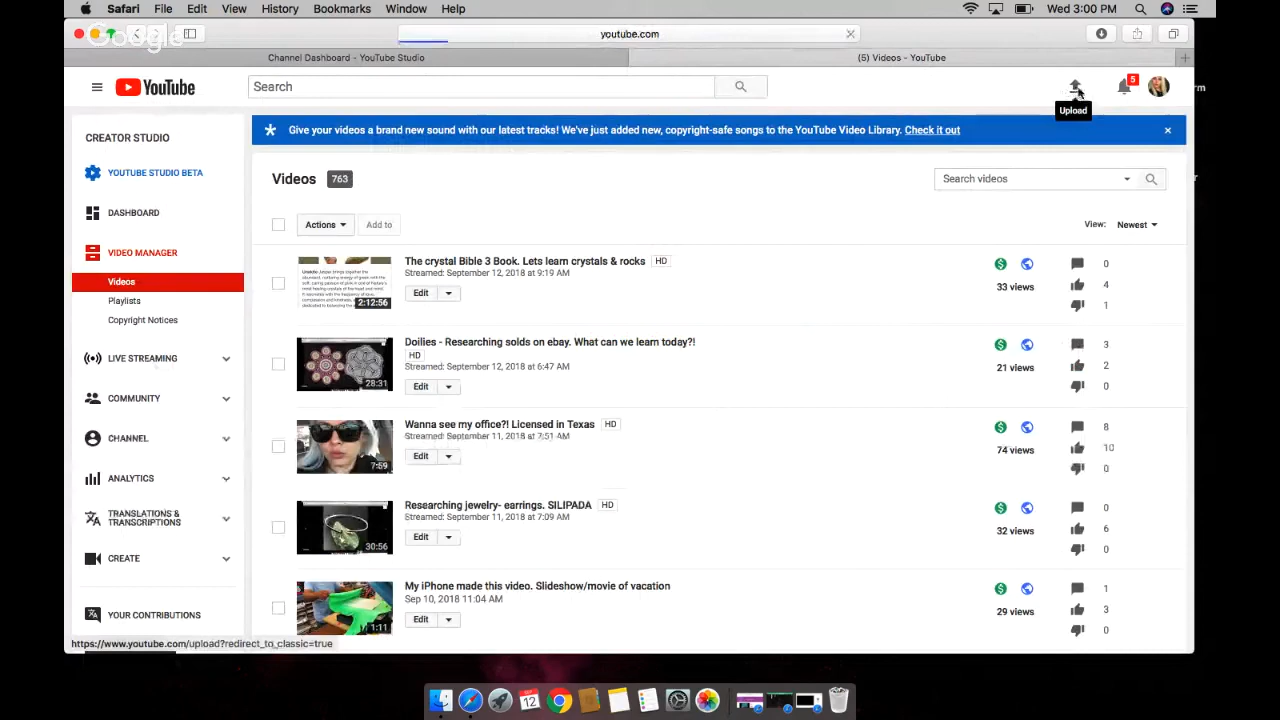 Safari File Edit View History Bookmarks Window Help
Wed 3:00 PM
Google
youtube.com
Channel Dashboard - YouTube Studio
(5) Videos - YouTube
YouTube
Search
5
rm
Upload
CREATOR STUDIO
Give your videos a brand new sound with our latest tracks! We've just added new, copyright-safe songs to the YouTube Video Library. Check it out
YOUTUBE STUDIO BETA
Videos 763
Search videos
DASHBOARD
Actions
Add to
View: Newest
VIDEO MANAGER
Videos
Playlists
Copyright Notices
LIVE STREAMING
COMMUNITY
CHANNEL
ANALYTICS
TRANSLATIONS &
TRANSCRIPTIONS
CREATE
YOUR CONTRIBUTIONS
The crystal Bible 3 Book. Lets learn crystals & rocks HD
Streamed: September 12, 2018 at 9:19 AM
Edit
2:12:56
33 views
0
4
1
Doilies - Researching solds on ebay. What can we learn today?!
HD
Streamed: September 12, 2018 at 6:47 AM
Edit
28:31
21 views
3
2
0
Wanna see my office?! Licensed in Texas HD
Streamed: September 11, 2018 at 7:51 AM
Edit
7:59
74 views
8
10
0
Researching jewelry- earrings. SILIPADA HD
Streamed: September 11, 2018 at 7:09 AM
Edit
30:56
32 views
0
6
0
My iPhone made this video. Slideshow/movie of vacation
Sep 10, 2018 11:04 AM
Edit
1:11
29 views
1
3
0
https://www.youtube.com/upload?redirect_to_classic=true
12